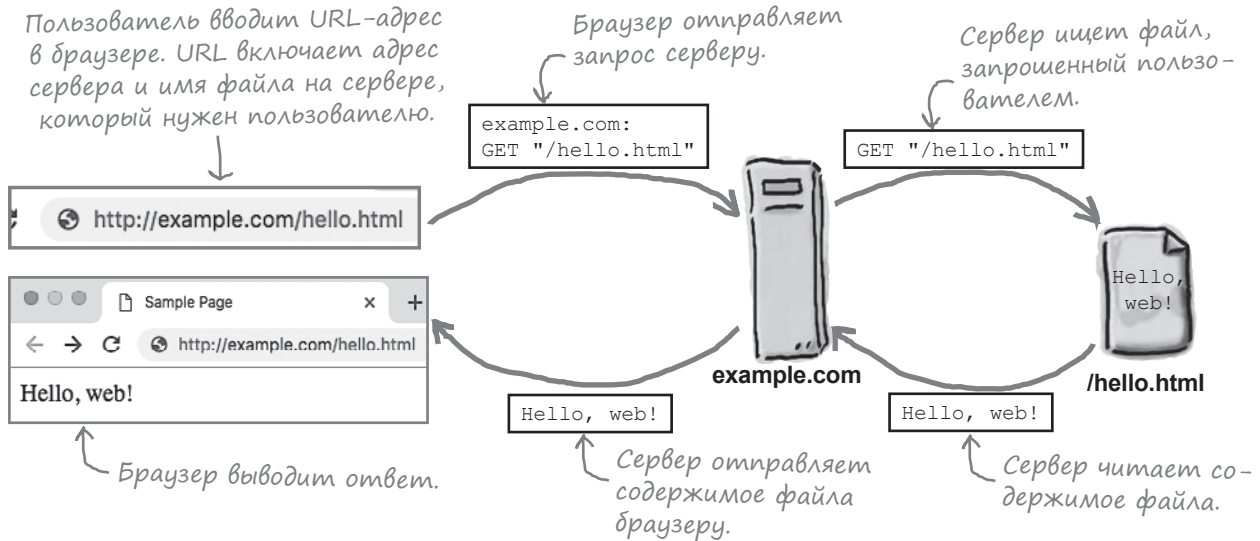 Пользователь вводит URL-адрес
в браузере. URL включает адрес
сервера и имя файла на сервере,
который нужен пользователю.
Браузер отправляет
запрос серверу.
Сервер ищет файл,
запрошенный пользо-
вателем.
example.com:
GET "/hello.html"
GET "/hello.html"
http://example.com/hello.html
Hello,
web!
Sample Page
http://example.com/hello.html
Hello, web!
example.com
/hello.html
Hello, web!
Hello, web!
Браузер выводит ответ.
Сервер отправляет
содержимое файла
браузеру.
Сервер читает со-
держимое файла.